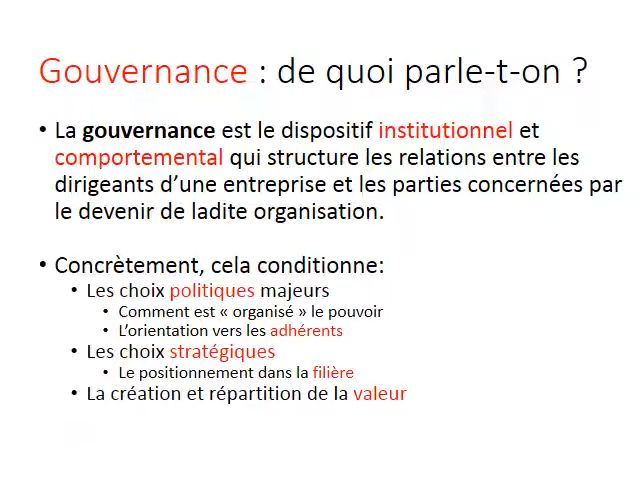 Gouvernance : de quoi parle-t-on ?
• La gouvernance est le dispositif institutionnel et
comportemental qui structure les relations entre les
dirigeants d’une entreprise et les parties concernées par
le devenir de ladite organisation.
• Concrètement, cela conditionne:
• Les choix politiques majeurs
• Comment est « organisé » le pouvoir
• L’orientation vers les adhérents
• Les choix stratégiques
• Le positionnement dans la filière
• La création et répartition de la valeur